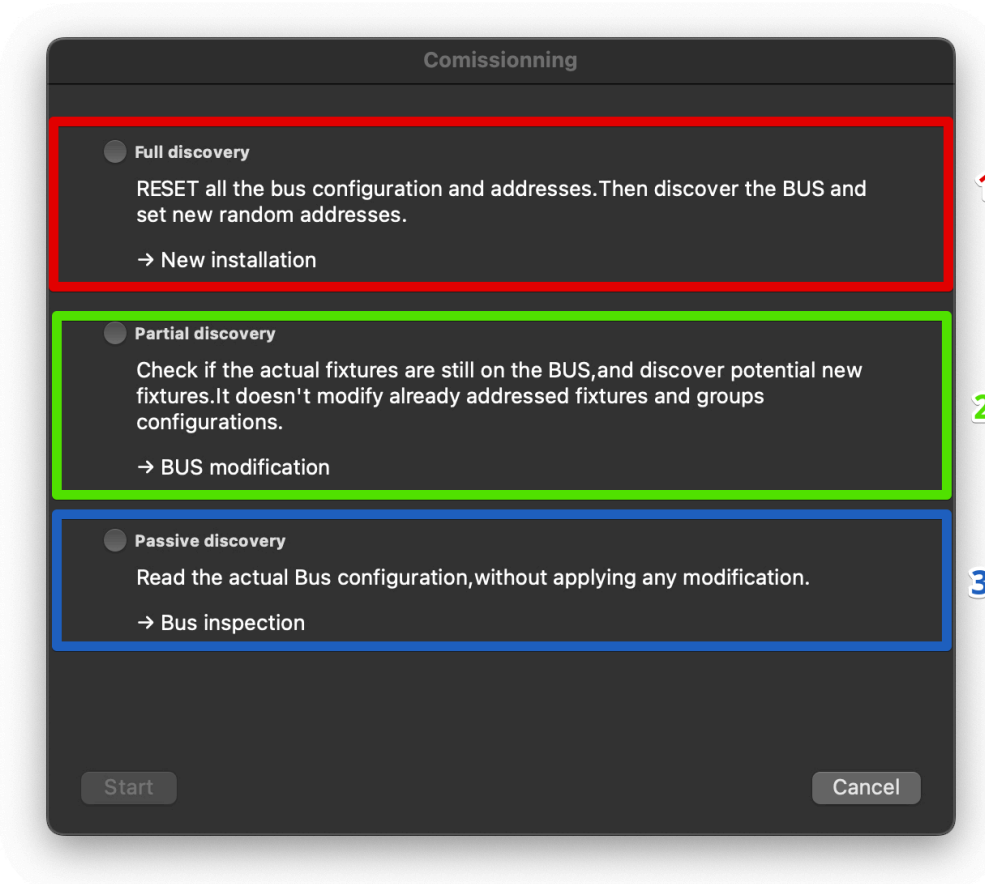 Comissionning
Full discovery
RESET all the bus configuration and addresses.Then discover the BUS and
set new random addresses.
→ New installation
1
Partial discovery
Check if the actual fixtures are still on the BUS,and discover potential new
fixtures.It doesn't modify already addressed fixtures and groups
configurations.
→ BUS modification
2
Passive discovery
Read the actual Bus configuration,without applying any modification.
→ Bus inspection
3
Start
Cancel